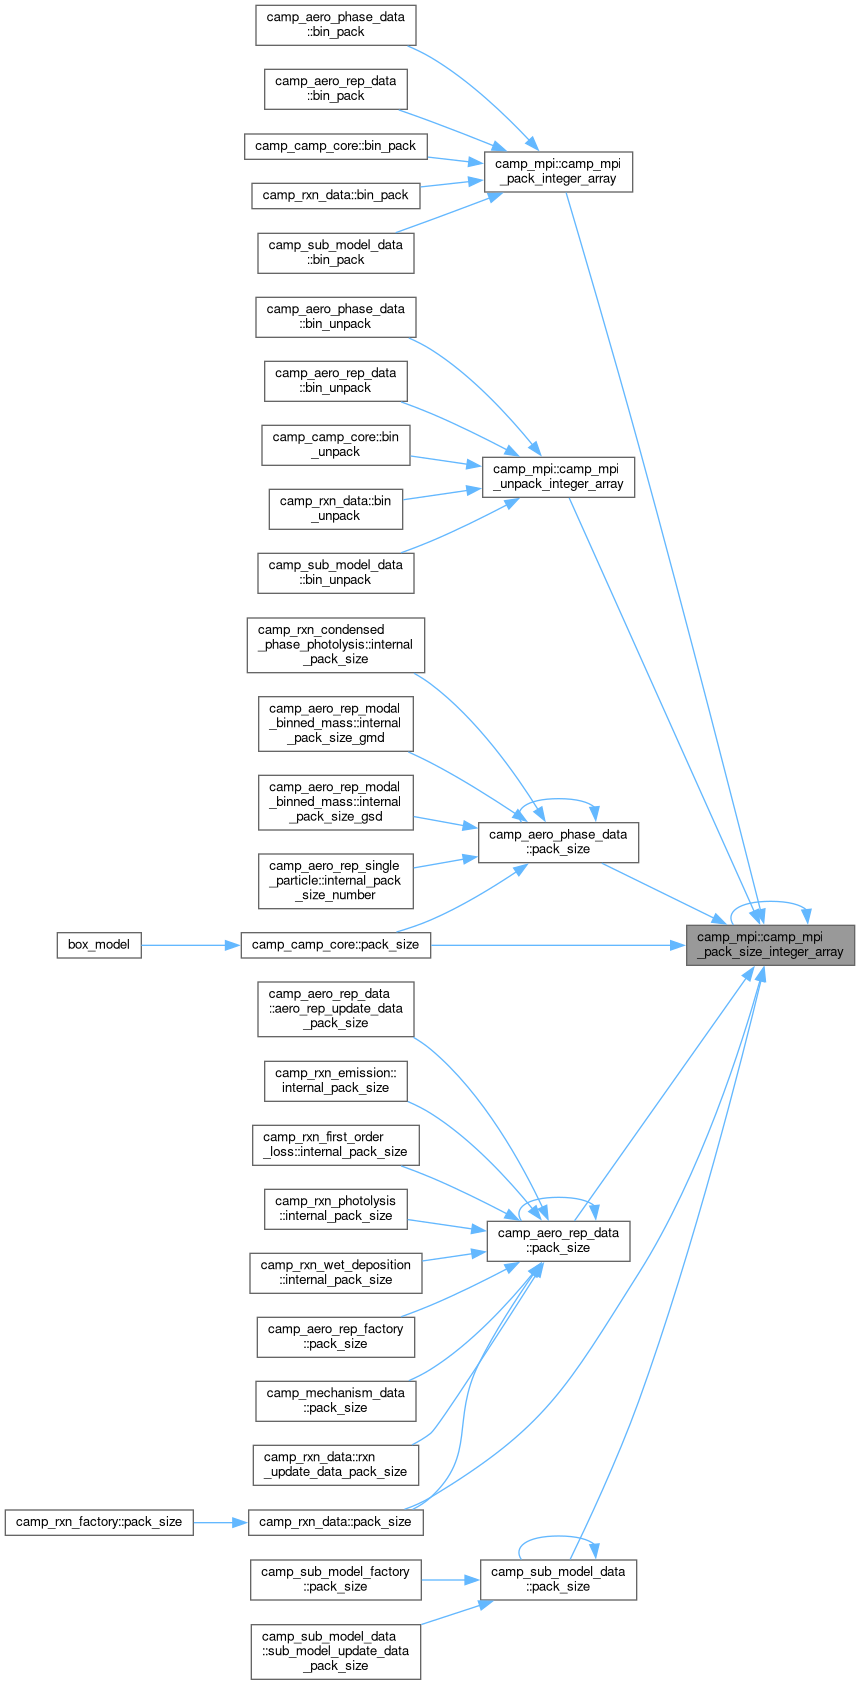 camp_aero_phase_data
::bin_pack
camp_aero_rep_data
::bin_pack
camp_camp_core::bin_pack
camp_mpi::camp_mpi
_pack_integer_array
camp_rxn_data::bin_pack
camp_sub_model_data
::bin_pack
camp_aero_phase_data
::bin_unpack
camp_aero_rep_data
::bin_unpack
camp_camp_core::bin
_unpack
camp_mpi::camp_mpi
_unpack_integer_array
camp_rxn_data::bin
_unpack
camp_sub_model_data
::bin_unpack
camp_rxn_condensed
_phase_photolysis::internal
_pack_size
camp_aero_rep_modal
_binned_mass::internal
_pack_size_gmd
camp_aero_rep_modal
_binned_mass::internal
_pack_size_gsd
camp_aero_phase_data
::pack_size
camp_aero_rep_single
_particle::internal_pack
_size_number
box_model
camp_camp_core::pack_size
camp_mpi::camp_mpi
_pack_size_integer_array
camp_aero_rep_data
::aero_rep_update_data
_pack_size
camp_rxn_emission::
internal_pack_size
camp_rxn_first_order
_loss::internal_pack_size
camp_rxn_photolysis
::internal_pack_size
camp_aero_rep_data
::pack_size
camp_rxn_wet_deposition
::internal_pack_size
camp_aero_rep_factory
::pack_size
camp_mechanism_data
::pack_size
camp_rxn_data::rxn
_update_data_pack_size
camp_rxn_factory::pack_size
camp_rxn_data::pack_size
camp_sub_model_factory
::pack_size
camp_sub_model_data
::pack_size
camp_sub_model_data
::sub_model_update_data
_pack_size